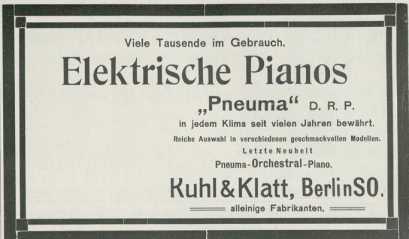 Viele Tausende im Gebrauch.
Elektrische Pianos
„Pneuma“ D. R. P.
in jedem Klima seit vielen Jahren bewährt.
Reiche Auswahl in verschiedenen geschmackvollen Modellen.
Letzte Neuheit
Pneuma-Orchestral-Piano.
Kuhl & Klatt, Berlin SO.
alleinige Fabrikanten,